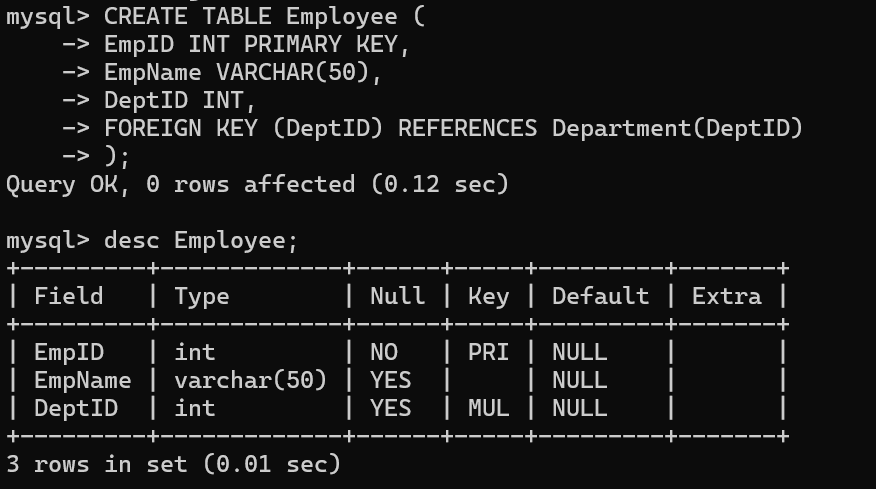 mysql> CREATE TABLE Employee (
    -> EmpID INT PRIMARY KEY,
    -> EmpName VARCHAR(50),
    -> DeptID INT,
    -> FOREIGN KEY (DeptID) REFERENCES Department(DeptID)
    -> );
Query OK, 0 rows affected (0.12 sec)

mysql> desc Employee;
+---------+-------------+------+-----+---------+-------+
| Field   | Type        | Null | Key | Default | Extra |
+---------+-------------+------+-----+---------+-------+
| EmpID   | int         | NO   | PRI | NULL    |       |
| EmpName | varchar(50) | YES  |     | NULL    |       |
| DeptID  | int         | YES  | MUL | NULL    |       |
+---------+-------------+------+-----+---------+-------+
3 rows in set (0.01 sec)